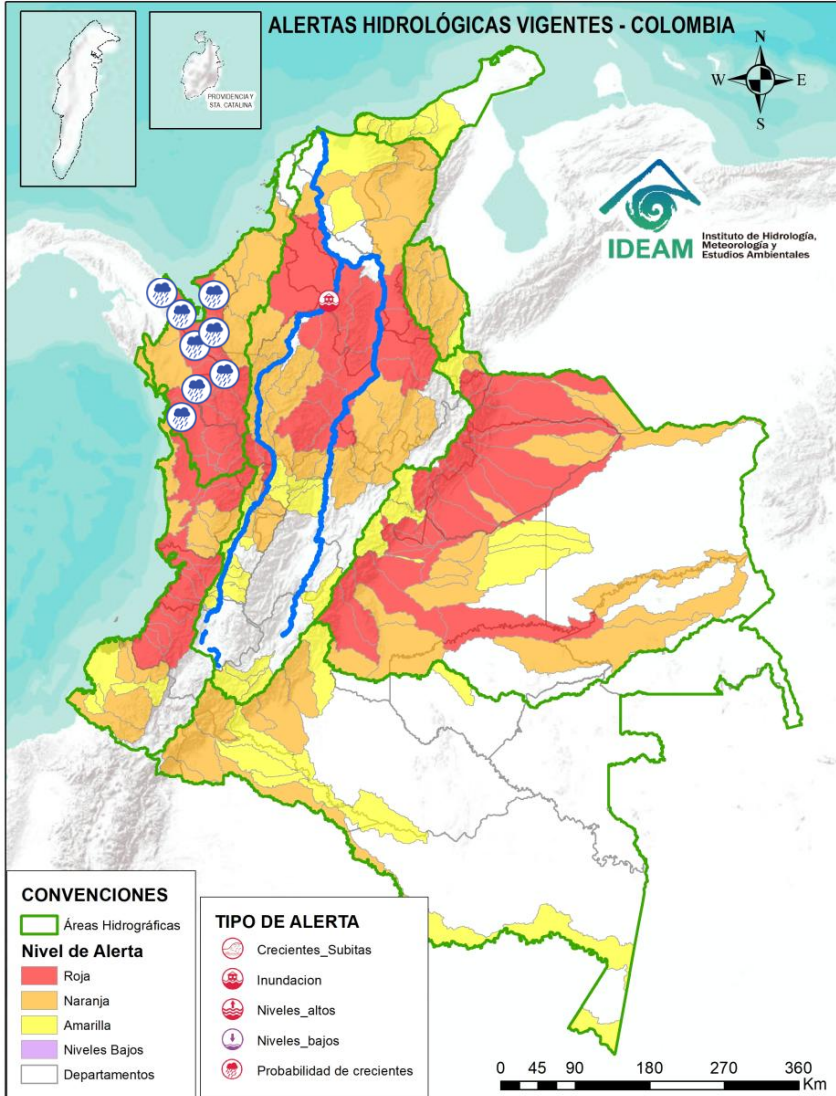 ALERTAS HIDROLÓGICAS VIGENTES - COLOMBIA
PROVIDENCIA Y
STA. CATALINA
N
W
E
S
IDEAM
Instituto de Hidrología,
Meteorología y
Estudios Ambientales
CONVENCIONES
Áreas Hidrográficas
Nivel de Alerta
Roja
Naranja
Amarilla
Niveles Bajos
Departamentos
TIPO DE ALERTA
Crecientes_Subitas
Inundacion
Niveles_altos
Niveles_bajos
Probabilidad de crecientes
0 45 90 180 270 360
Km